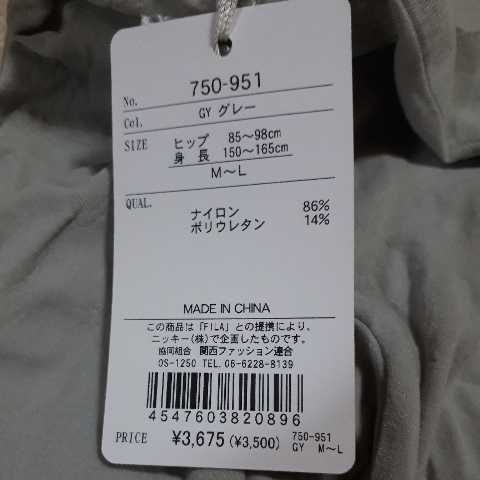 No. 750-951
Col. GY グレー
SIZE ヒップ 85～98cm
身長 150～165cm
M～L
QUAL. ナイロン 86%
ポリウレタン 14%
MADE IN CHINA
この商品は「FILA」との提携により、
ニッキー(株)で企画したものです。
協同組合 関西ファッション連合
OS-1250 TEL. 06-6228-8139
4547603820896
PRICE ¥3,675 (¥3,500) 750-951
GY M～L